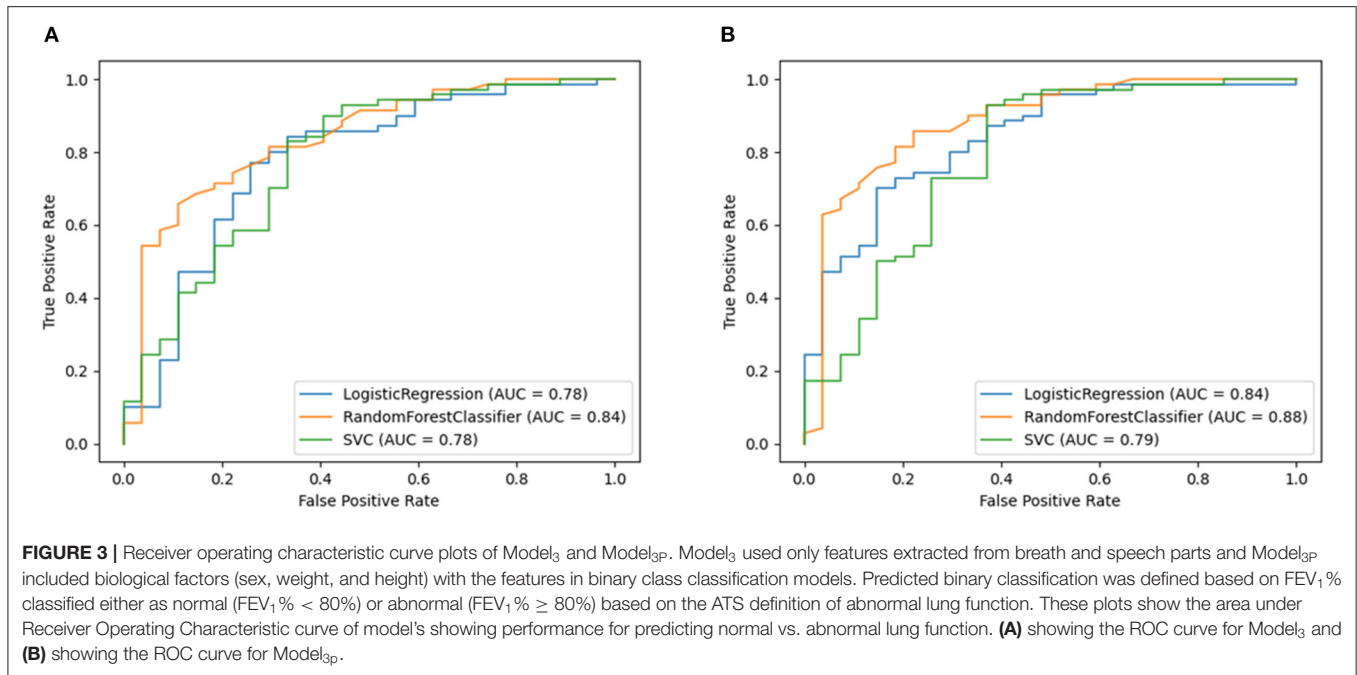 A
1.0
0.8
0.6
0.4
0.2
0.0
True Positive Rate
LogisticRegression (AUC = 0.78)
RandomForestClassifier (AUC = 0.84)
SVC (AUC = 0.78)
0.0 0.2 0.4 0.6 0.8 1.0
False Positive Rate
B
1.0
0.8
0.6
0.4
0.2
0.0
True Positive Rate
LogisticRegression (AUC = 0.84)
RandomForestClassifier (AUC = 0.88)
SVC (AUC = 0.79)
0.0 0.2 0.4 0.6 0.8 1.0
False Positive Rate
FIGURE 3 | Receiver operating characteristic curve plots of Model₃ and Model₃P. Model₃ used only features extracted from breath and speech parts and Model₃P
included biological factors (sex, weight, and height) with the features in binary class classification models. Predicted binary classification was defined based on FEV₁%
classified either as normal (FEV₁% < 80%) or abnormal (FEV₁% ≥ 80%) based on the ATS definition of abnormal lung function. These plots show the area under
Receiver Operating Characteristic curve of model's showing performance for predicting normal vs. abnormal lung function. (A) showing the ROC curve for Model₃ and
(B) showing the ROC curve for Model₃p.